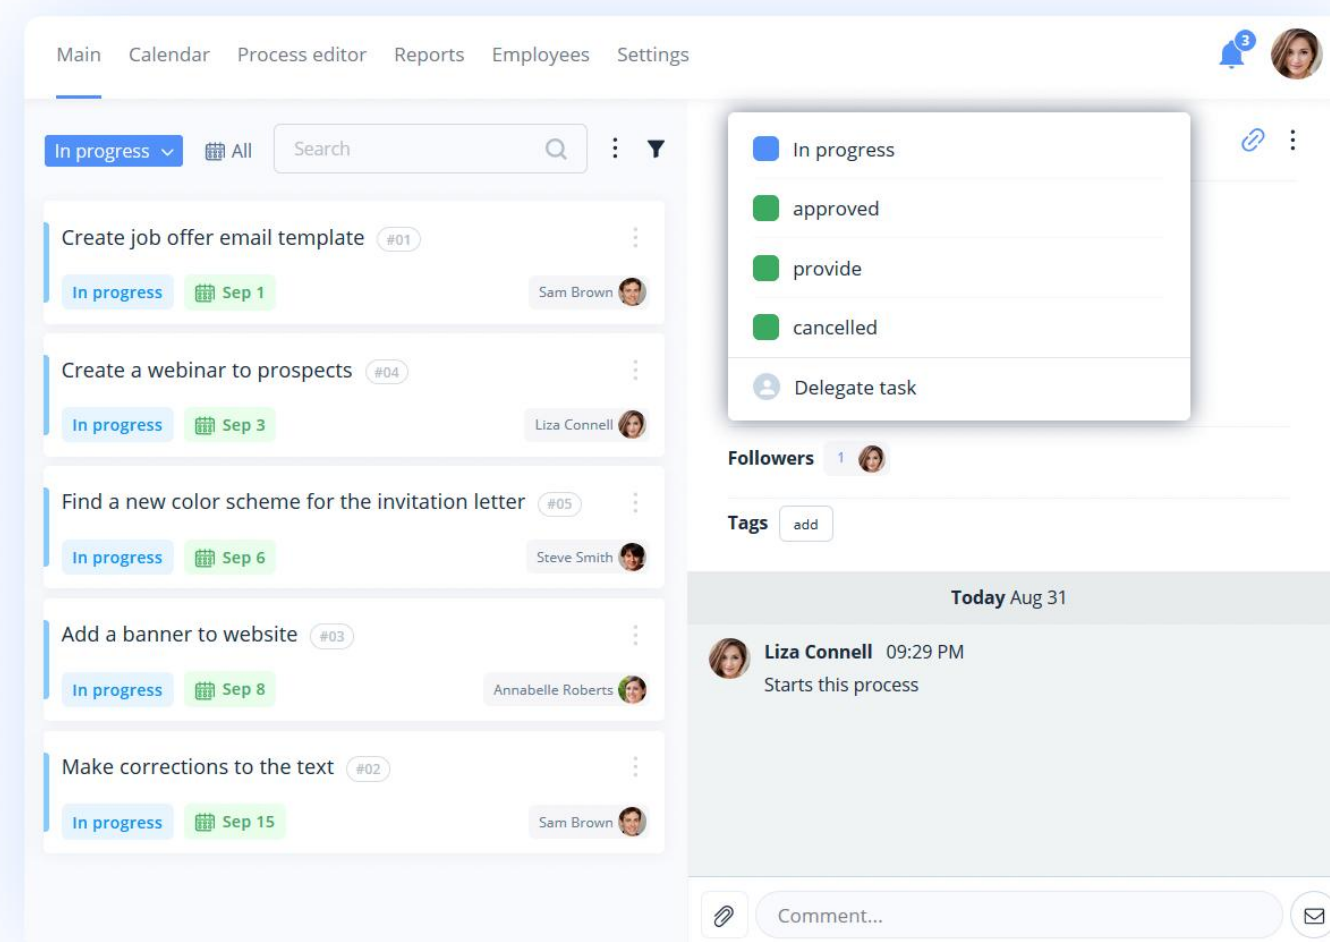 Main Calendar Process editor Reports Employees Settings
3
In progress All Search
Create job offer email template #01
In progress Sep 1 Sam Brown
Create a webinar to prospects #04
In progress Sep 3 Liza Connell
Find a new color scheme for the invitation letter #05
In progress Sep 6 Steve Smith
Add a banner to website #03
In progress Sep 8 Annabelle Roberts
Make corrections to the text #02
In progress Sep 15 Sam Brown
In progress
approved
provide
cancelled
Delegate task
Followers 1
Tags add
Today Aug 31
Liza Connell 09:29 PM
Starts this process
Comment...